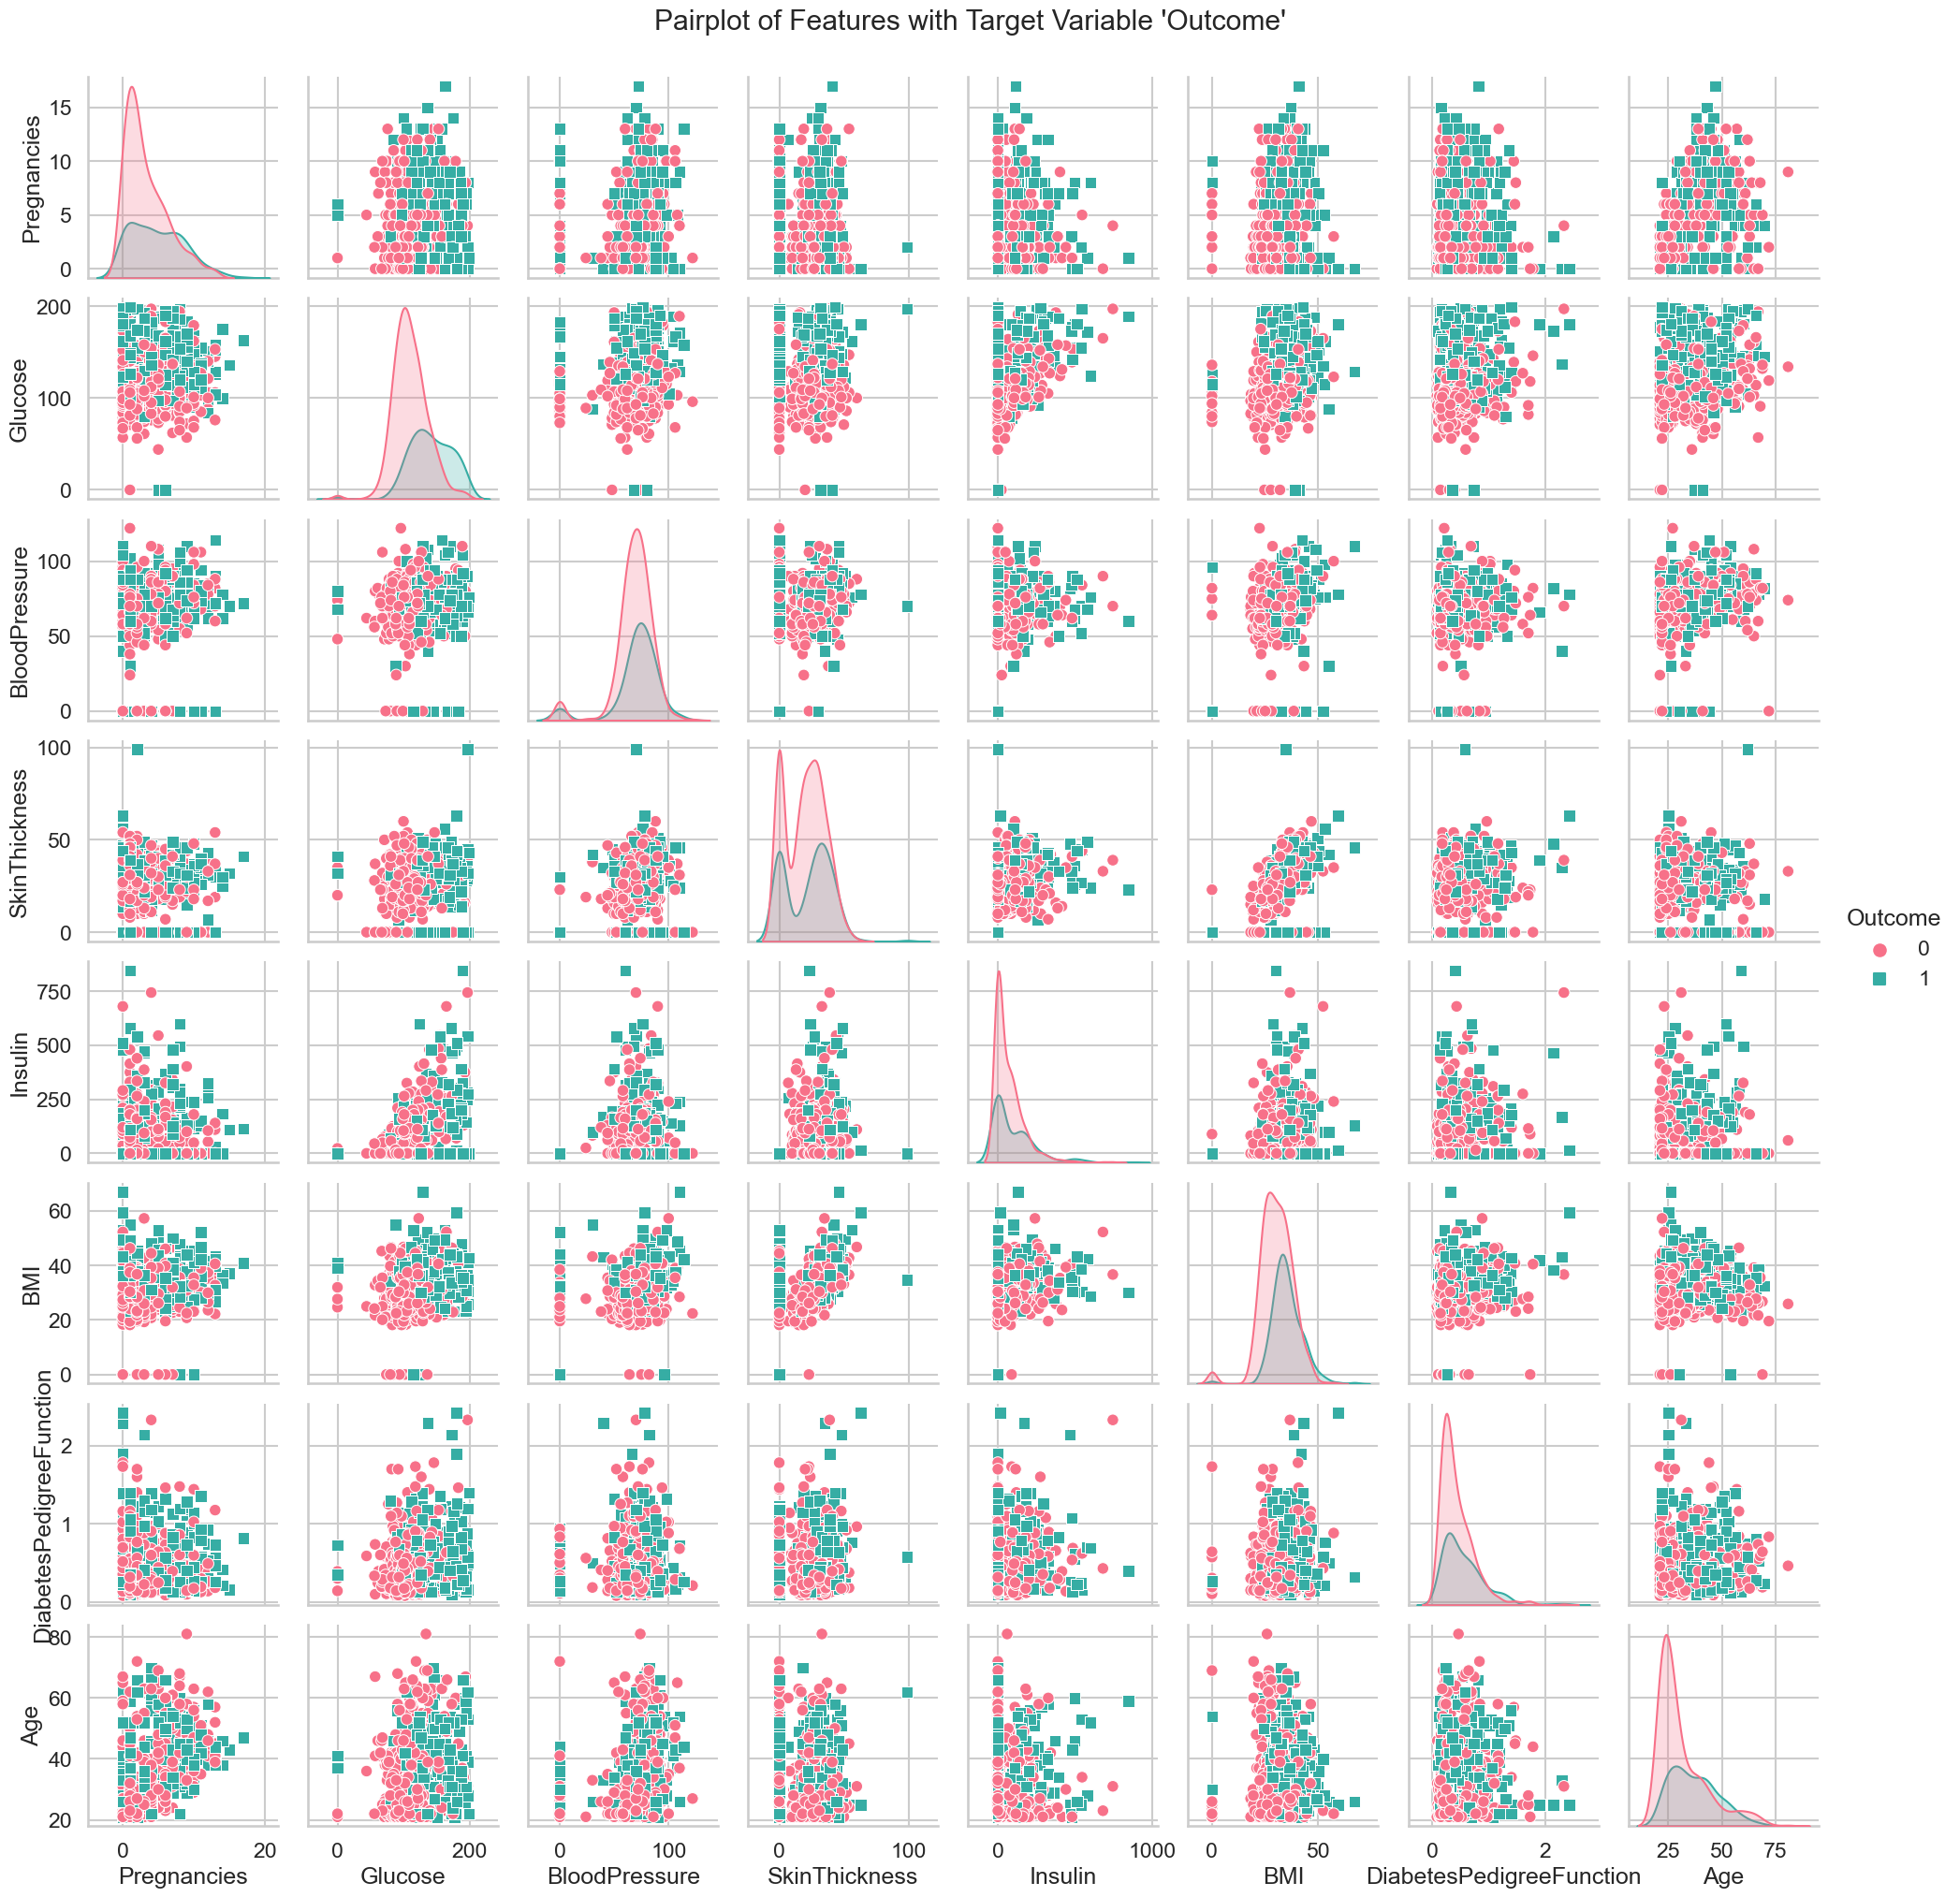 Pairplot of Features with Target Variable 'Outcome'
Pregnancies
15
10
5
0
Glucose
200
100
0
BloodPressure
100
50
0
SkinThickness
100
50
0
Insulin
750
500
250
0
BMI
60
40
20
0
DiabetesPedigreeFunction
2
1
0
Age
80
60
40
20
0 20
Pregnancies
0 200
Glucose
0 100
BloodPressure
0 100
SkinThickness
0 1000
Insulin
0 50
BMI
0 2
DiabetesPedigreeFunction
25 50 75
Age
Outcome
0
1